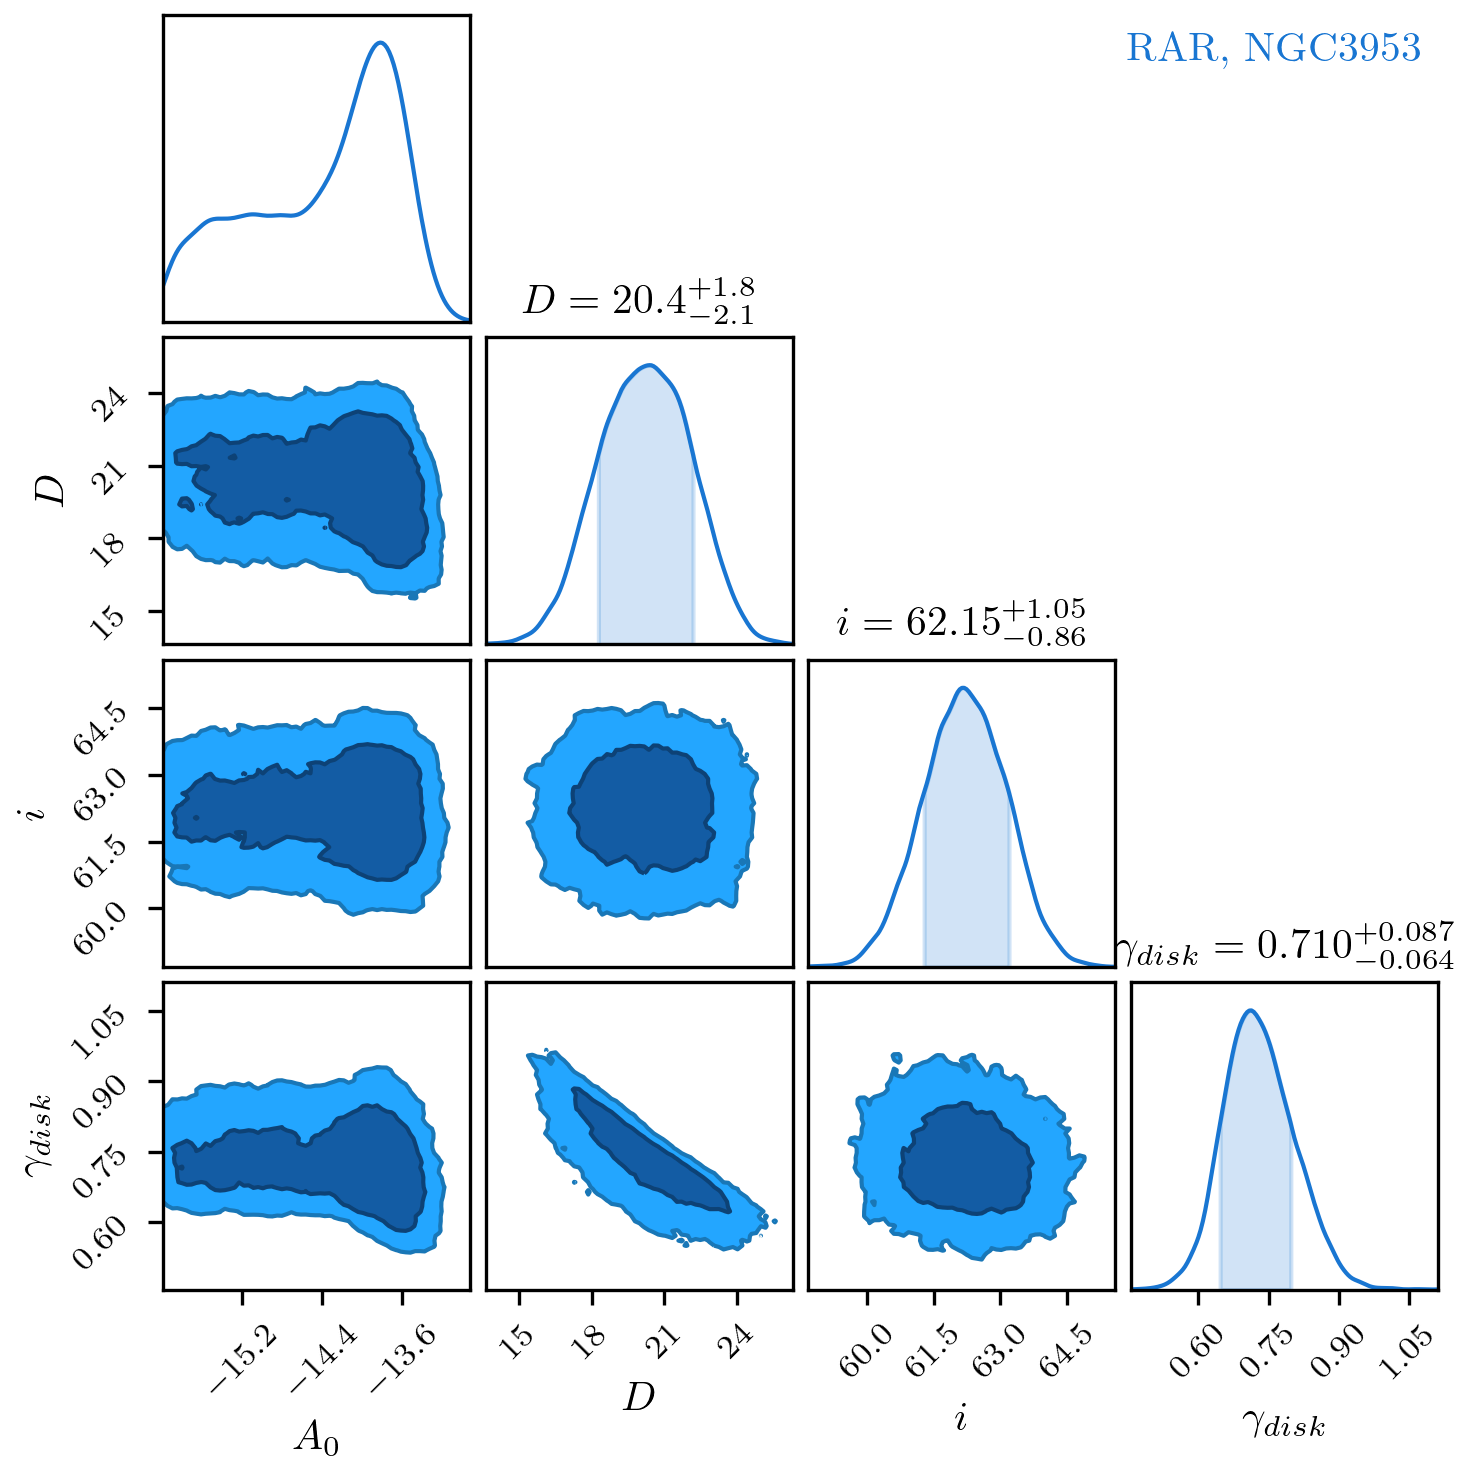 RAR, NGC3953
D = 20.4^{+1.8}_{-2.1}
24
21
18
15
D
i = 62.15^{+1.05}_{-0.86}
64.5
63.0
61.5
60.0
i
γ_{disk} = 0.710^{+0.087}_{-0.064}
1.05
0.90
0.75
0.60
γ_{disk}
−15.2 −14.4 −13.6
A_0
15 18 21 24
D
60.0 61.5 63.0 64.5
i
0.60 0.75 0.90 1.05
γ_{disk}